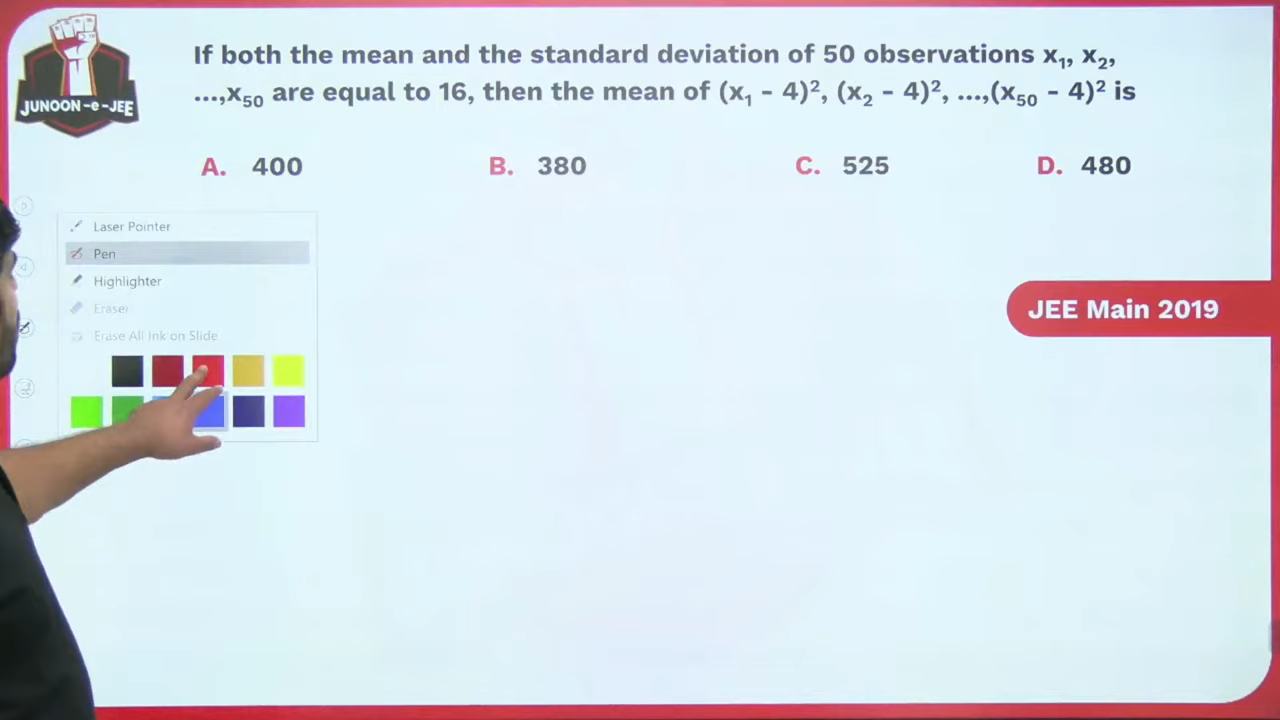 JUNOON-e-JEE
If both the mean and the standard deviation of 50 observations x₁, x₂,
...,x₅₀ are equal to 16, then the mean of (x₁ - 4)², (x₂ - 4)², ...,(x₅₀ - 4)² is
A. 400 B. 380 C. 525 D. 480
Laser Pointer
Pen
Highlighter
Eraser
Erase All Ink on Slide
JEE Main 2019